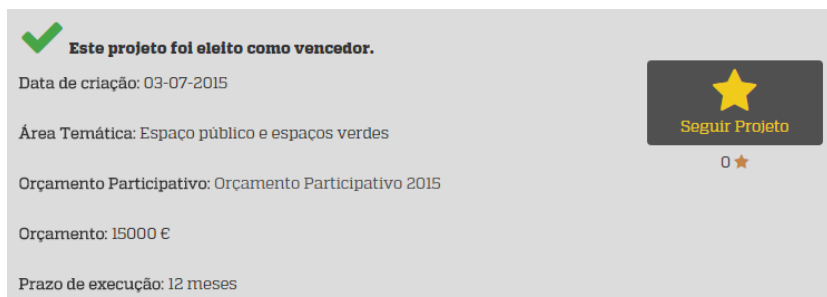 Este projeto foi eleito como vencedor.
Data de criação: 03-07-2015
Área Temática: Espaço público e espaços verdes
Seguir Projeto
0
Orçamento Participativo: Orçamento Participativo 2015
Orçamento: 15000 €
Prazo de execução: 12 meses